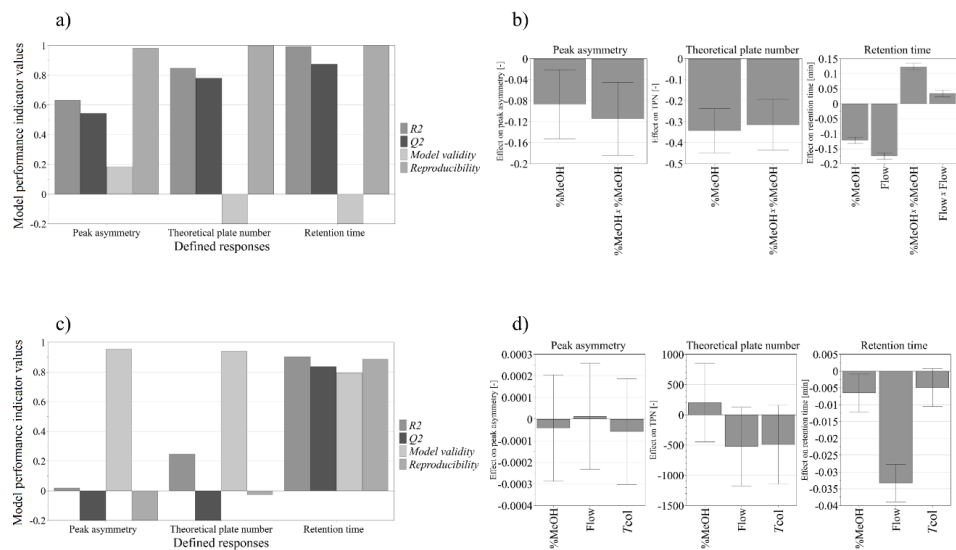 a)
Model performance indicator values
1
0.8
0.6
0.4
0.2
0
-0.2
Peak asymmetry
Theoretical plate number
Retention time
Defined responses
R2
Q2
Model validity
Reproducibility
b)
Peak asymmetry
Effect on peak asymmetry [-]
0
-0.04
-0.08
-0.12
-0.16
-0.2
%MeOH
%MeOH x %MeOH
Theoretical plate number
Effect on TPN [-]
0
-0.1
-0.2
-0.3
-0.4
-0.5
%MeOH
%MeOH x %MeOH
Retention time
Effect on retention time [min]
0.15
0.1
0.05
0
-0.05
-0.1
-0.15
-0.2
%MeOH
Flow
%MeOH x %MeOH
Flow x Flow
c)
Model performance indicator values
1
0.8
0.6
0.4
0.2
0
-0.2
Peak asymmetry
Theoretical plate number
Retention time
Defined responses
R2
Q2
Model validity
Reproducibility
d)
Peak asymmetry
Effect on peak asymmetry [-]
0.0003
0.0002
0.0001
0
-0.0001
-0.0002
-0.0003
-0.0004
%MeOH
Flow
Tcol
Theoretical plate number
Effect on TPN [-]
1000
500
0
-500
-1000
-1500
%MeOH
Flow
Tcol
Retention time
Effect on retention time [min]
0.005
0
-0.005
-0.01
-0.015
-0.02
-0.025
-0.03
-0.035
-0.04
%MeOH
Flow
Tcol